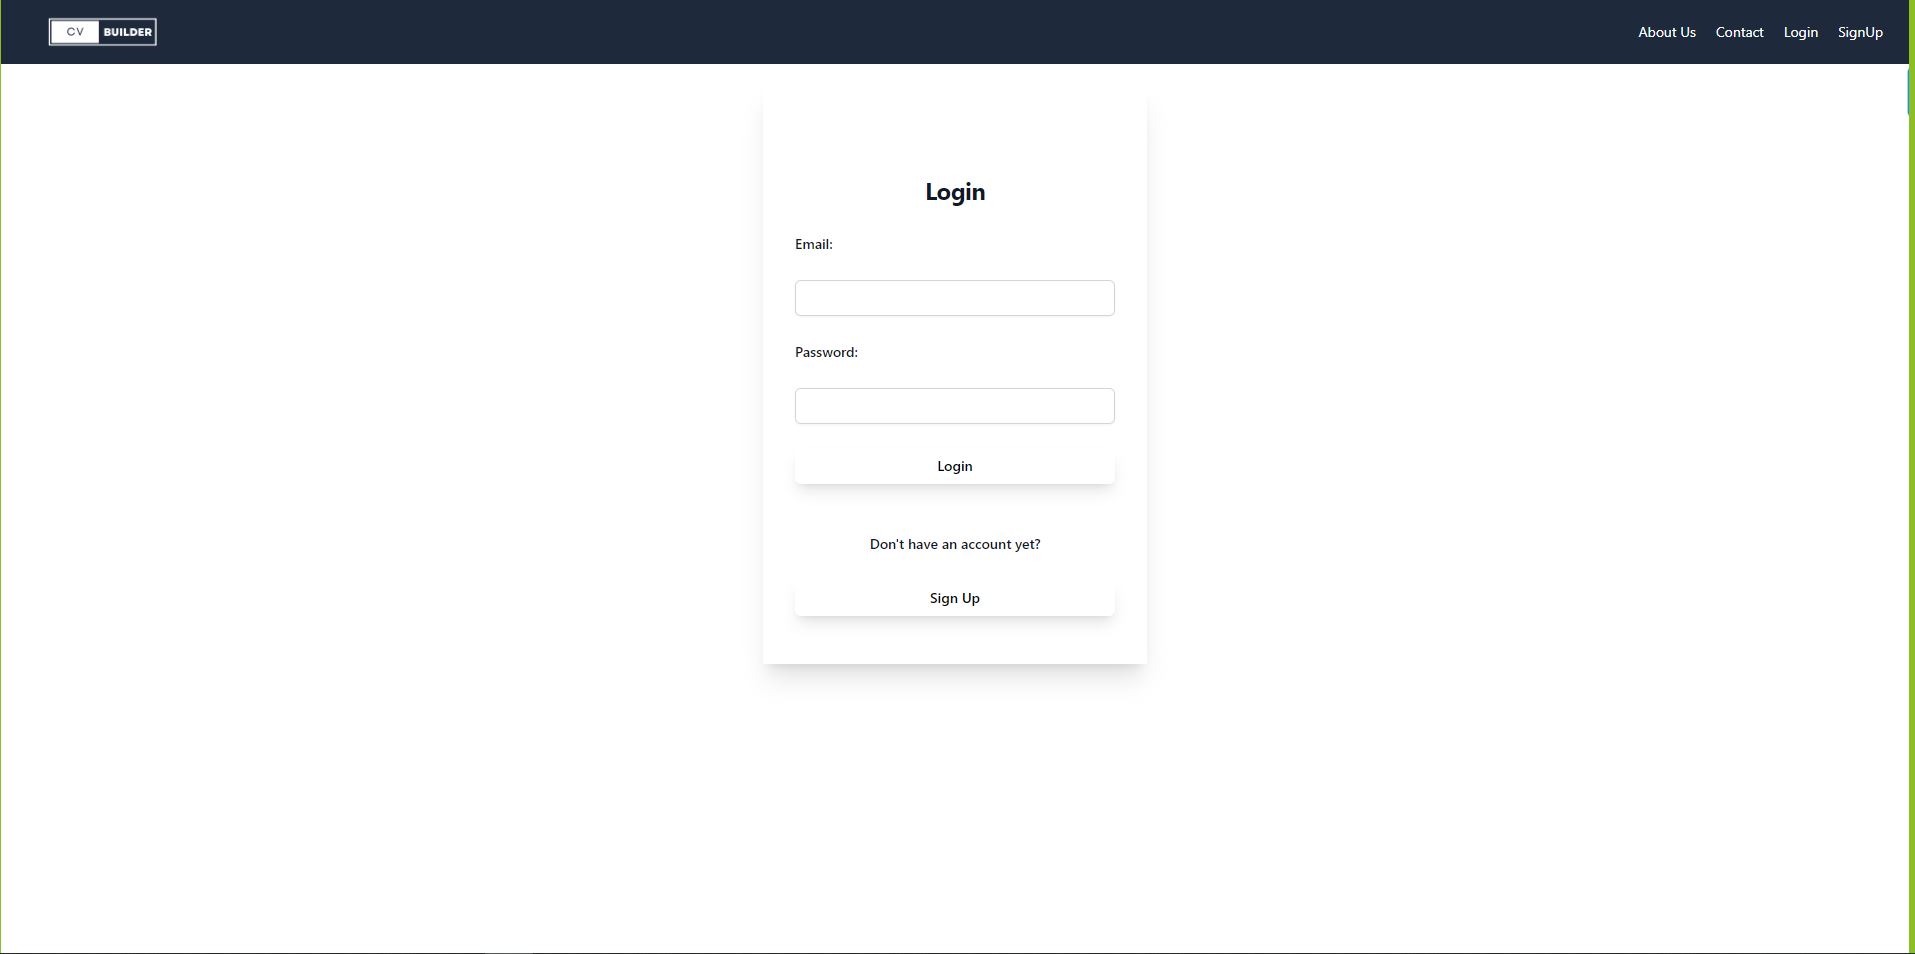 CV BUILDER
About Us Contact Login SignUp
Login
Email:
Password:
Login
Don't have an account yet?
Sign Up